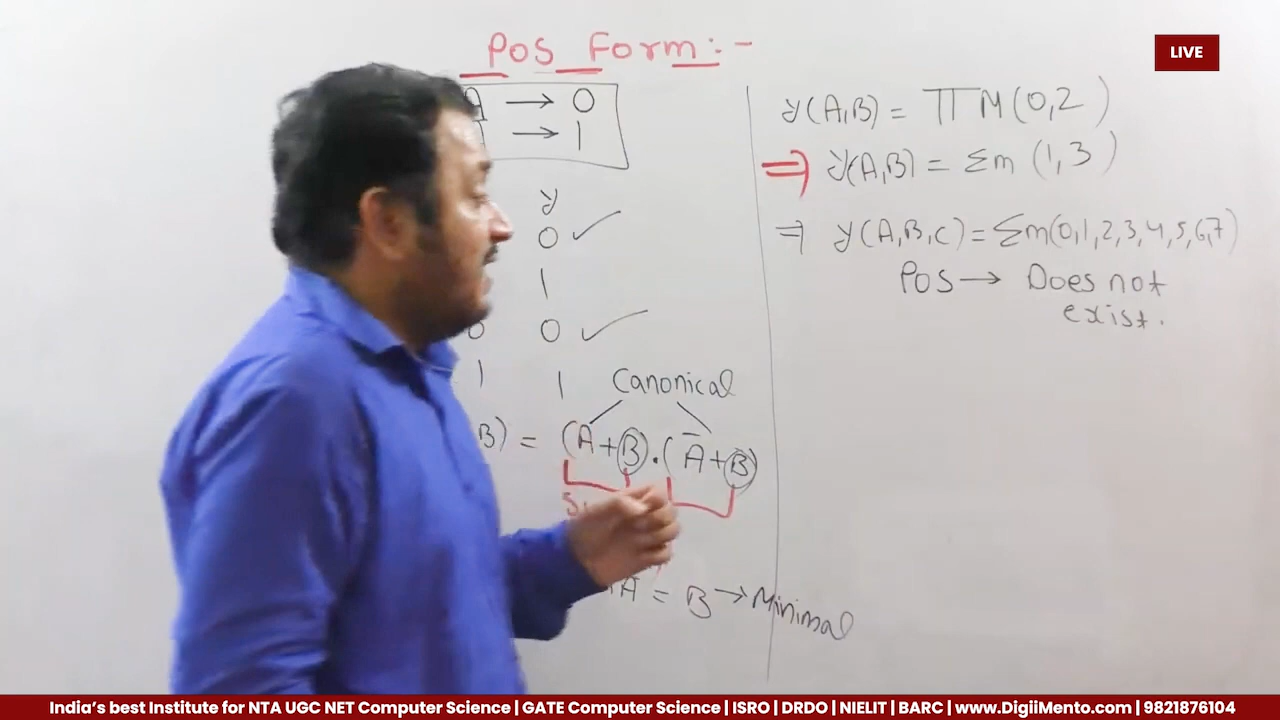 POS Form:-
LIVE
A → 0
→ 1
y
0 ✓
1
0 0 ✓
1 1
Canonical
B) = (A+B).(A̅+B)
A̅ = B → Minimal
y(A,B) = ΠM(0,2)
⇒ y(A,B) = Σm (1,3)
⇒ y(A,B,C) = Σm(0,1,2,3,4,5,6,7)
POS → Does not
exist.
India's best Institute for NTA UGC NET Computer Science | GATE Computer Science | ISRO | DRDO | NIELIT | BARC | www.DigiiMento.com | 9821876104